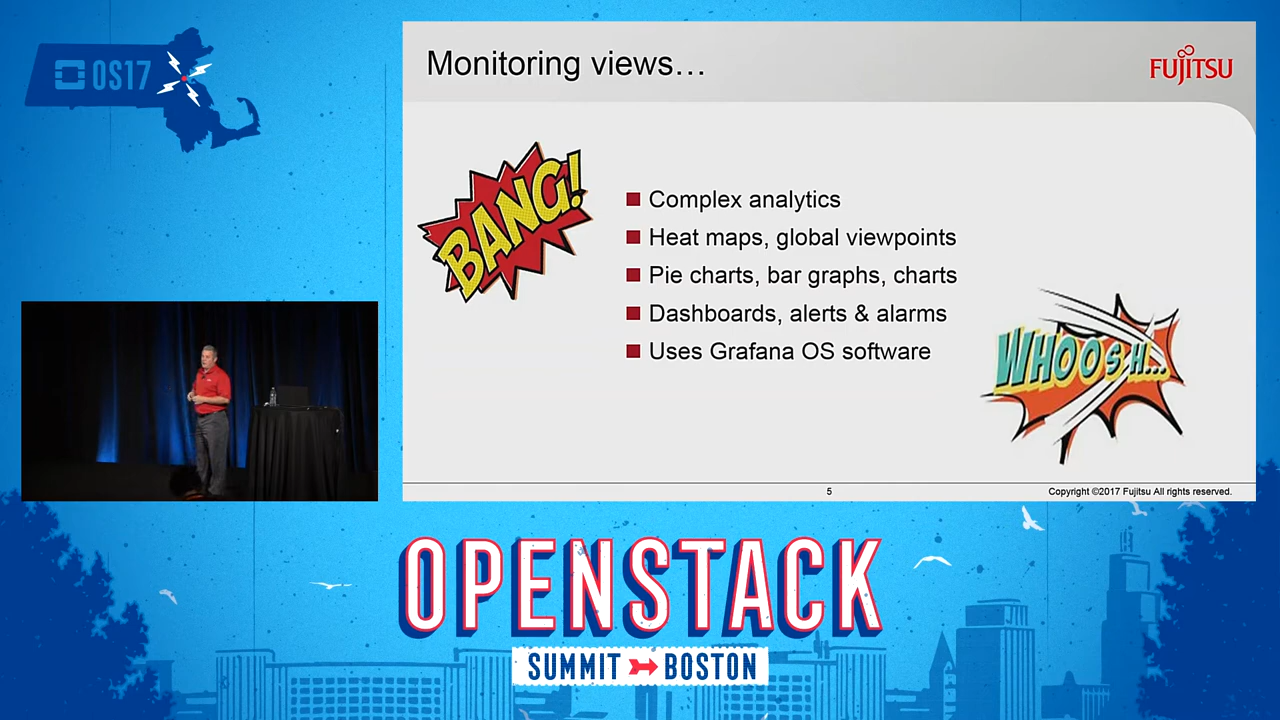 OS17
Monitoring views…
FUJITSU
BANG!
Complex analytics
Heat maps, global viewpoints
Pie charts, bar graphs, charts
Dashboards, alerts & alarms
Uses Grafana OS software
WHOOSH...
5
Copyright ©2017 Fujitsu All rights reserved.
OPENSTACK
SUMMIT BOSTON